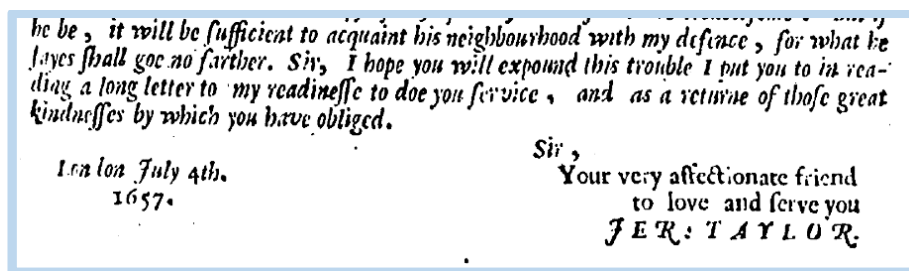 he be, it will be ſufficient to acquaint his neighbourhood with my defence, for what he
ſayes ſhall goe no farther. Sir, I hope you will expound this trouble I put you to in rea-
ding a long letter to my readineſſe to doe you ſervice, and as a returne of thoſe great
kindneſſes by which you have obliged.
Sir,
London July 4th.
Your very affectionate friend
1657.
to love and ſerve you
JER: TAYLOR.